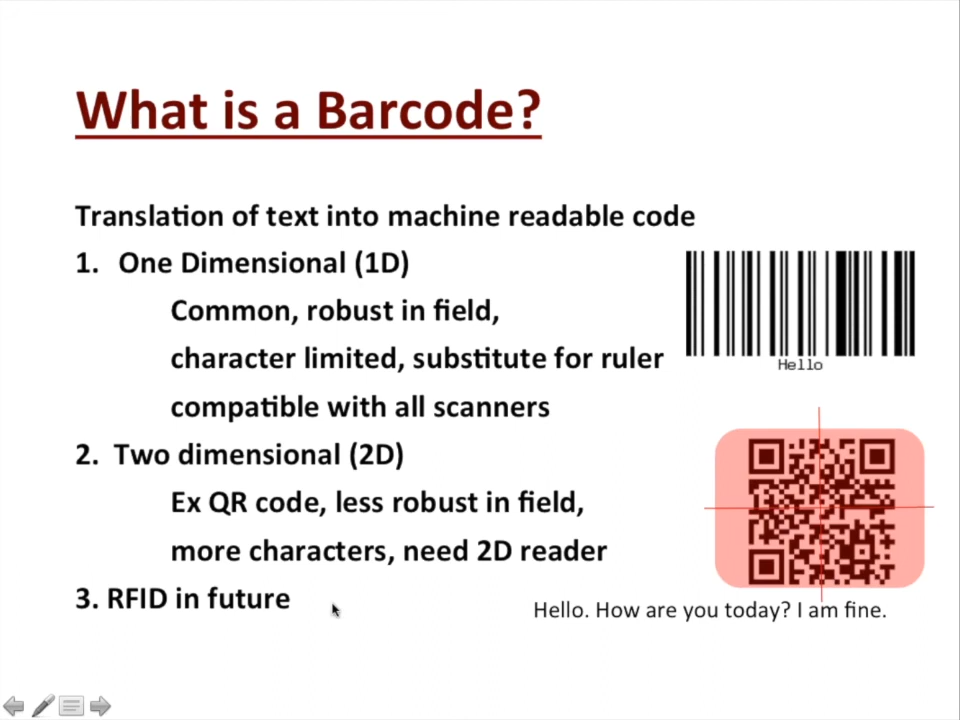 What is a Barcode?
Translation of text into machine readable code
1. One Dimensional (1D)
Common, robust in field,
character limited, substitute for ruler
compatible with all scanners
Hello
2. Two dimensional (2D)
Ex QR code, less robust in field,
more characters, need 2D reader
3. RFID in future
Hello. How are you today? I am fine.